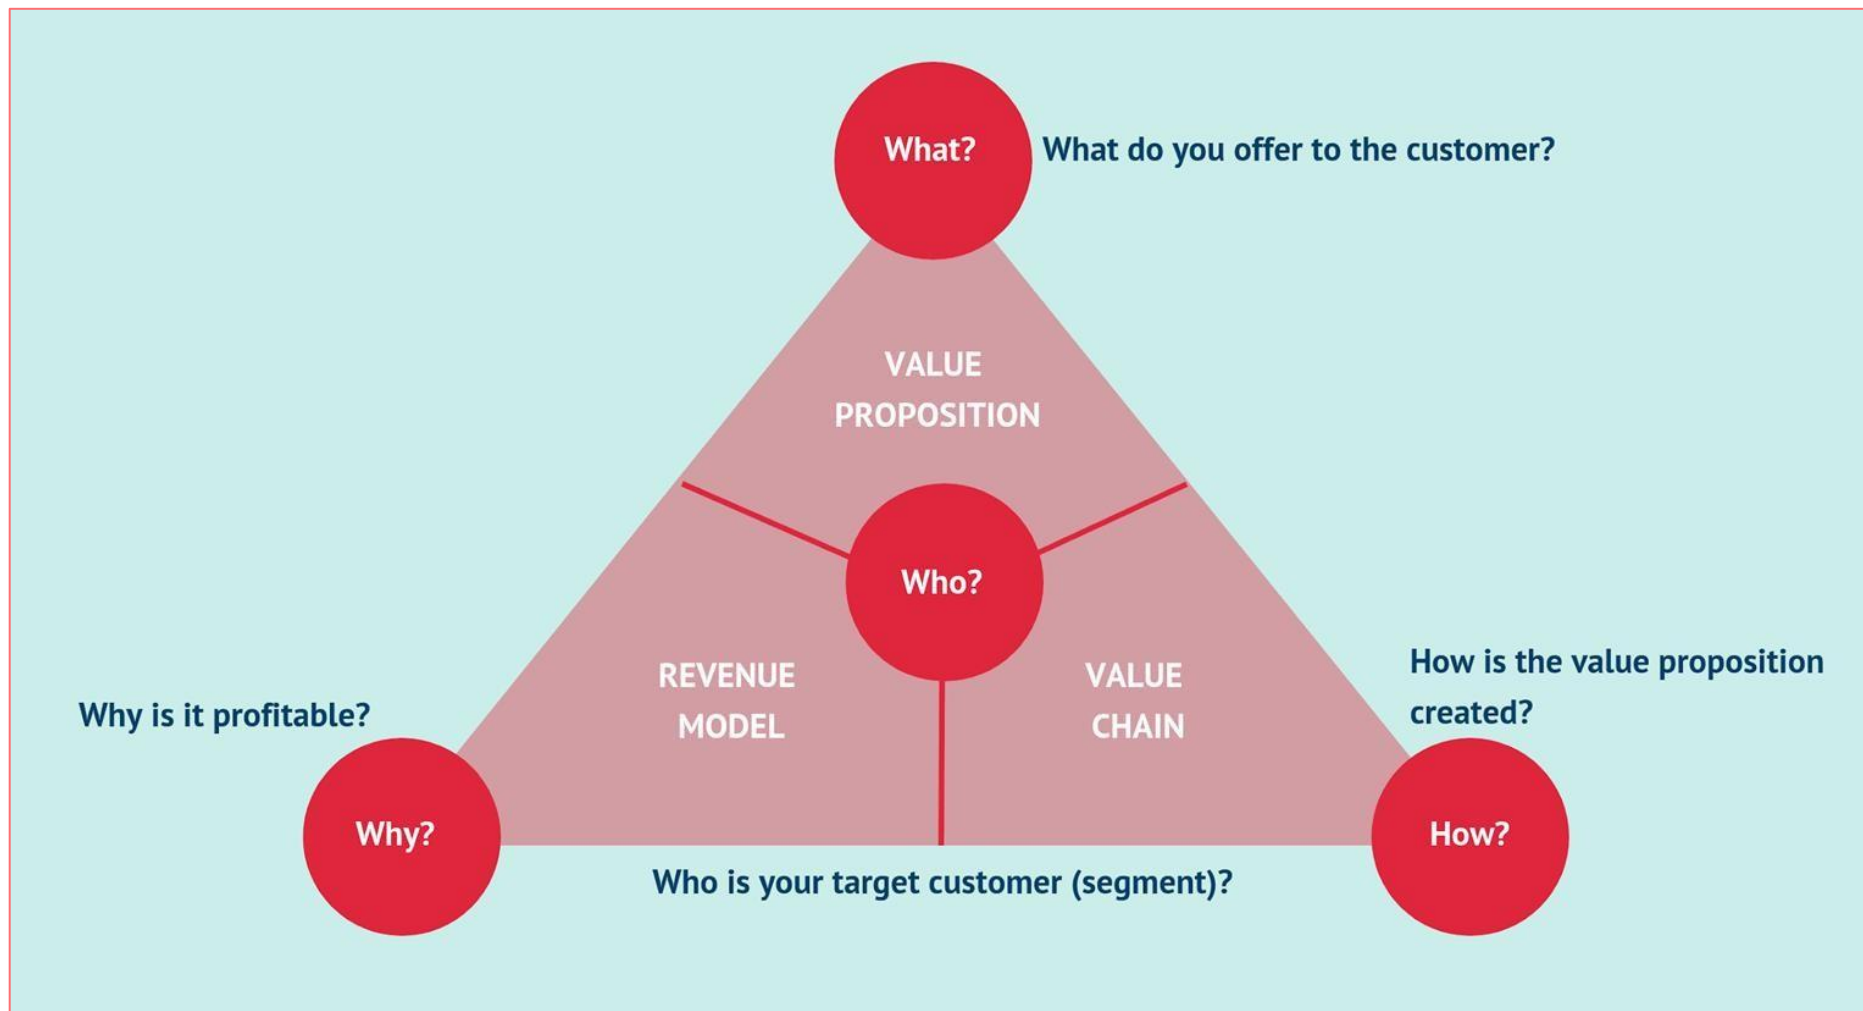 What?
What do you offer to the customer?
VALUE
PROPOSITION
Who?
REVENUE
MODEL
VALUE
CHAIN
How is the value proposition
created?
Why is it profitable?
Why?
How?
Who is your target customer (segment)?